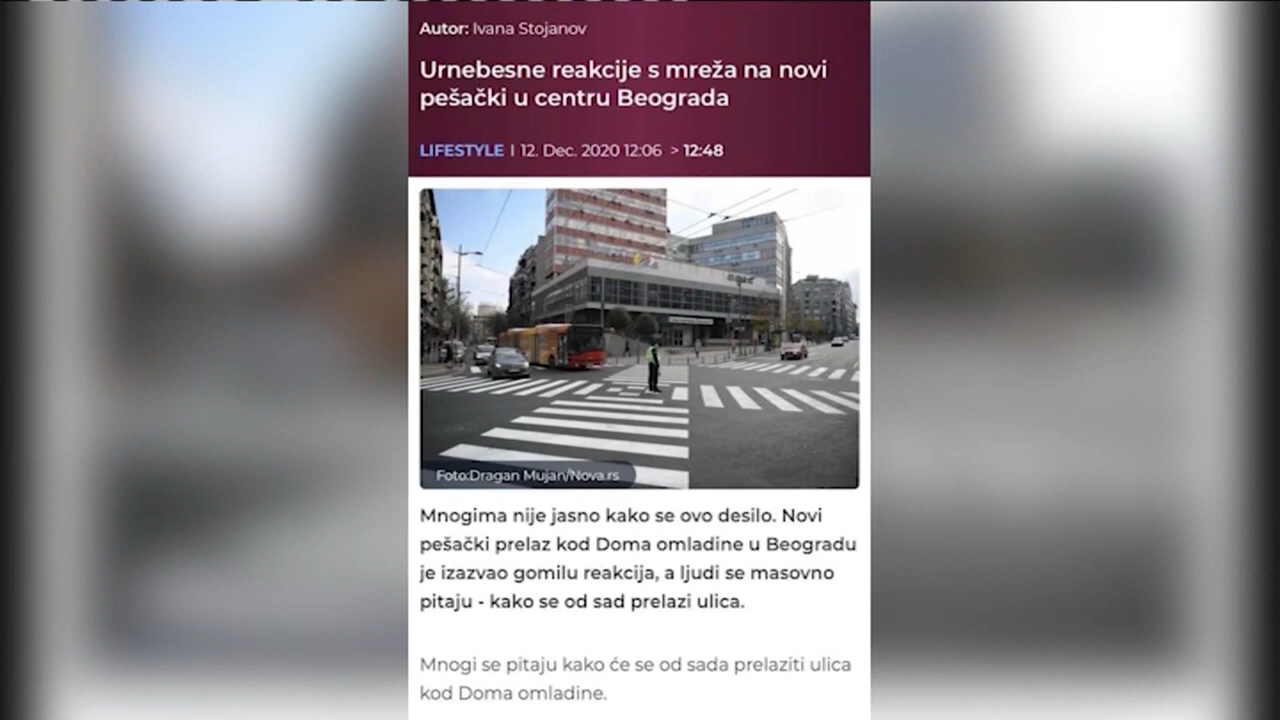 Autor: Ivana Stojanov
Urnebesne reakcije s mreža na novi
pešački u centru Beograda
LIFESTYLE | 12. Dec. 2020 12:06 > 12:48
Foto:Dragan Mujan/Nova.rs
Mnogima nije jasno kako se ovo desilo. Novi
pešački prelaz kod Doma omladine u Beogradu
je izazvao gomilu reakcija, a ljudi se masovno
pitaju - kako se od sad prelazi ulica.
Mnogi se pitaju kako će se od sada prelaziti ulica
kod Doma omladine.